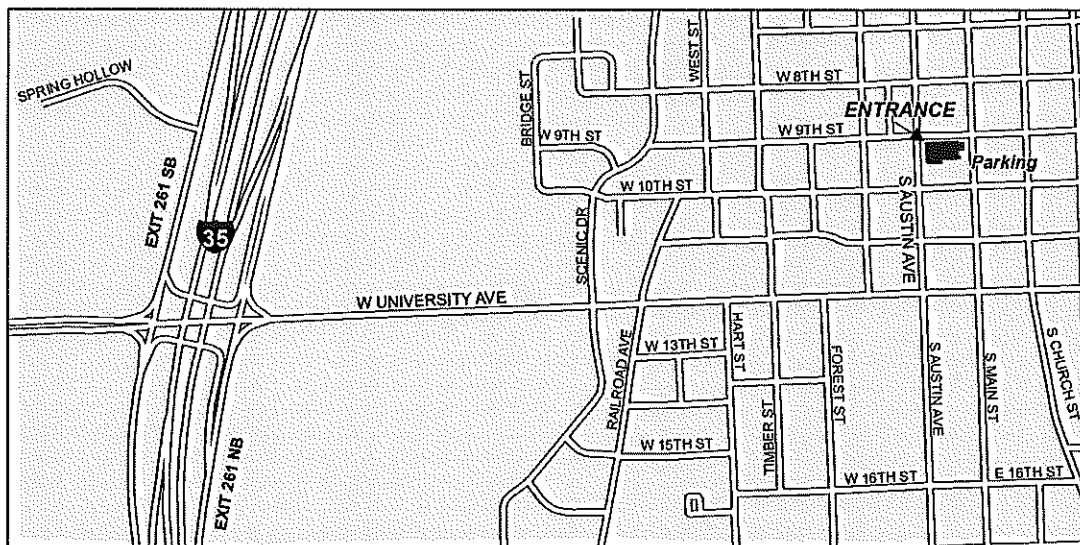 SPRING HOLLOW
EXIT 261 SB
35
EXIT 261 NB
W UNIVERSITY AVE
BRIDGE ST
WEST ST
W 8TH ST
ENTRANCE
W 9TH ST
W 9TH ST
Parking
W 10TH ST
SCENIC DR
S AUSTIN AVE
RAILROAD AVE
W 13TH ST
HART ST
TIMBER ST
FOREST ST
S AUSTIN AVE
S MAIN ST
S CHURCH ST
W 15TH ST
W 16TH ST
E 16TH ST